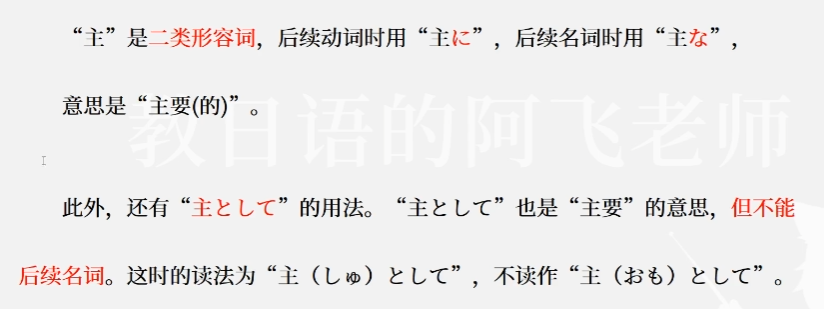 “主”是二类形容词，后续动词时用“主に”，后续名词时用“主な”，
意思是“主要(的)”。
教日语的阿飞老师
此外，还有“主として”的用法。“主として”也是“主要”的意思，但不能
后续名词。这时的读法为“主（しゅ）として”，不读作“主（おも）として”。